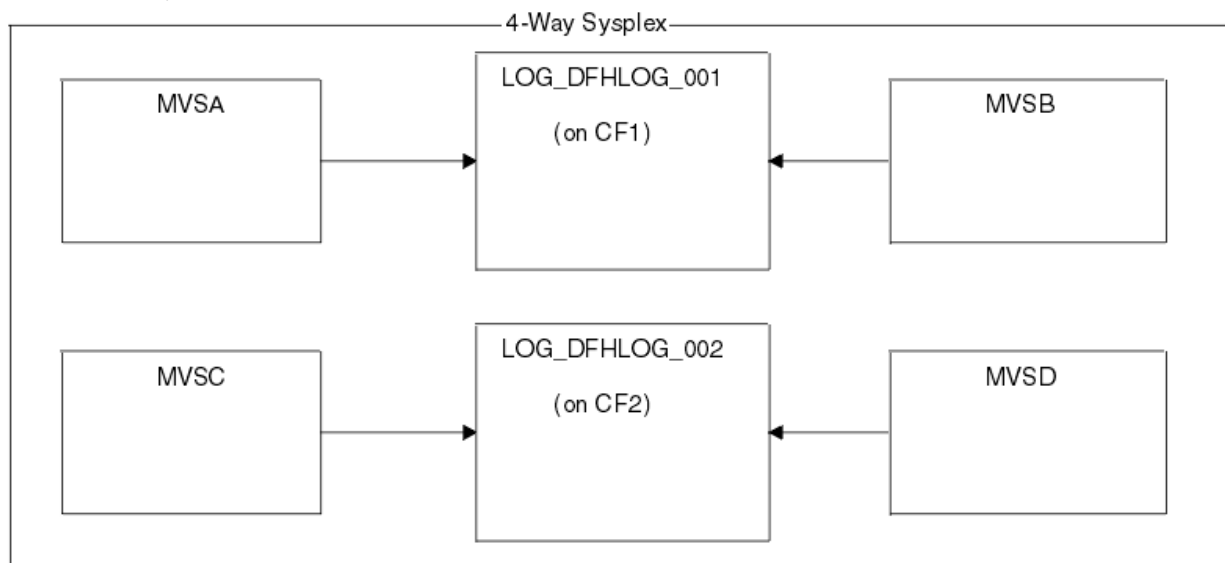 4-Way Sysplex
MVSA
LOG_DFHLOG_001
(on CF1)
MVSB
MVSC
LOG_DFHLOG_002
(on CF2)
MVSD